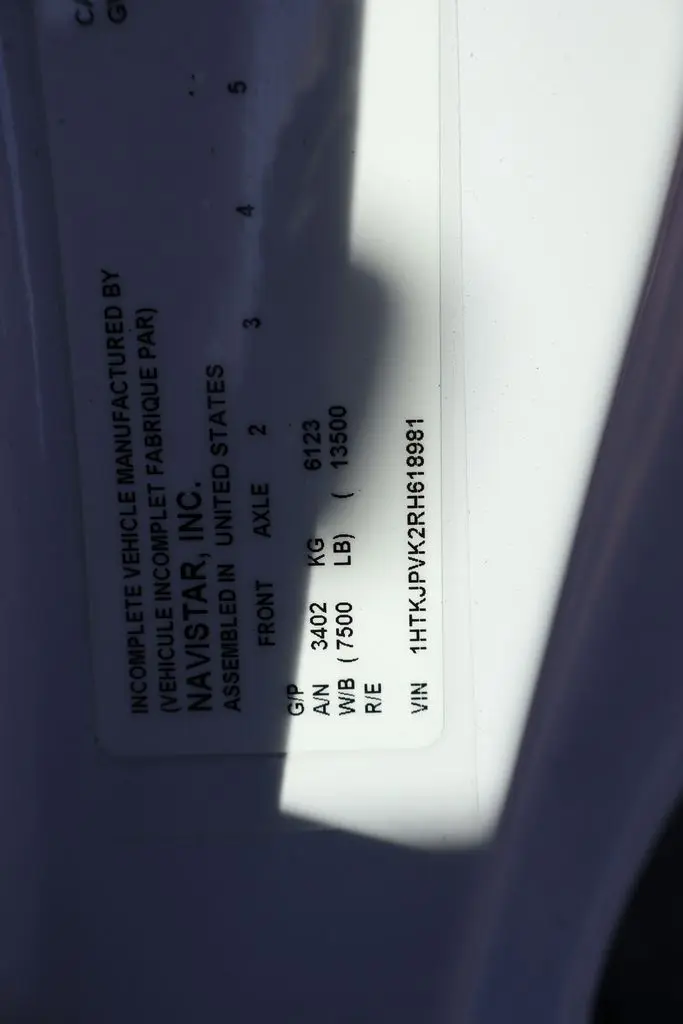 INCOMPLETE VEHICLE MANUFACTURED BY
(VEHICULE INCOMPLET FABRIQUE PAR)
NAVISTAR, INC.
ASSEMBLED IN UNITED STATES
FRONT AXLE 2 3 4 5
G/P
A/N 3402 KG 6123
W/B ( 7500 LB) ( 13500
R/E
VIN 1HTKJPVK2RH618981